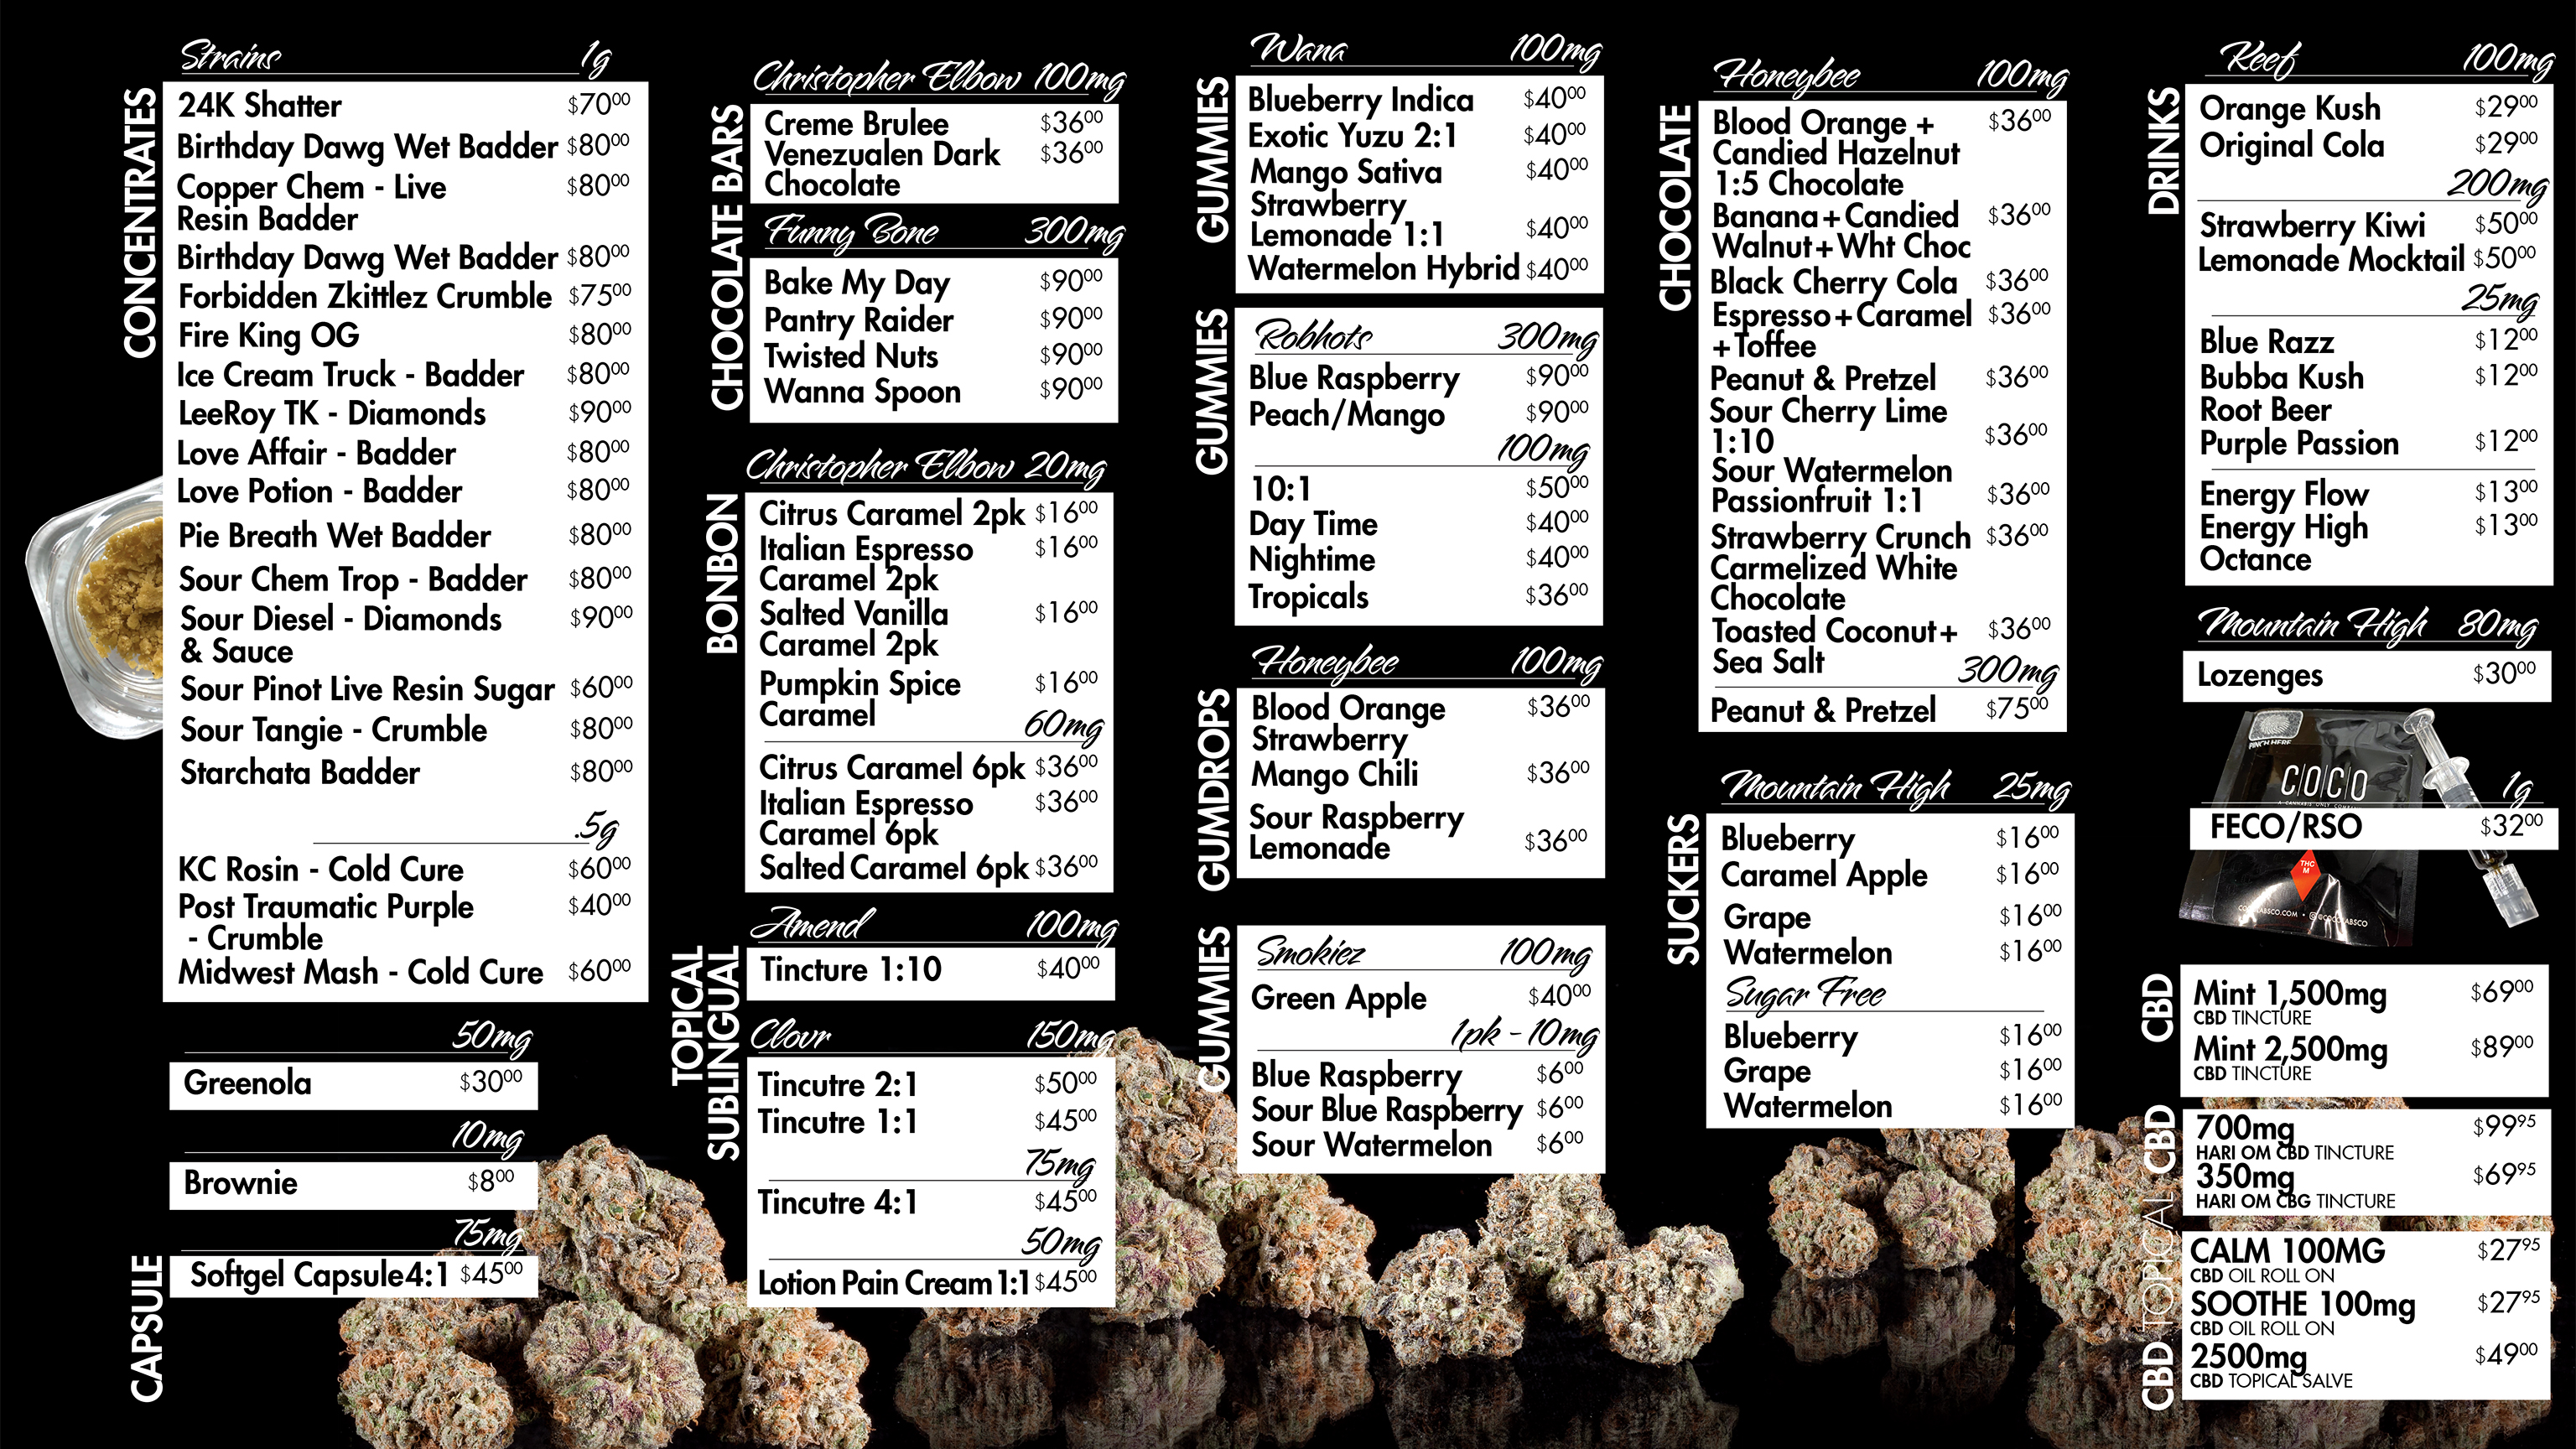 Strains 1g
CONCENTRATES
24K Shatter $70⁰⁰
Birthday Dawg Wet Badder $80⁰⁰
Copper Chem - Live $80⁰⁰
Resin Badder
Birthday Dawg Wet Badder $80⁰⁰
Forbidden Zkittlez Crumble $75⁰⁰
Fire King OG $80⁰⁰
Ice Cream Truck - Badder $80⁰⁰
LeeRoy TK - Diamonds $90⁰⁰
Love Affair - Badder $80⁰⁰
Love Potion - Badder $80⁰⁰
Pie Breath Wet Badder $80⁰⁰
Sour Chem Trop - Badder $80⁰⁰
Sour Diesel - Diamonds $90⁰⁰
& Sauce
Sour Pinot Live Resin Sugar $60⁰⁰
Sour Tangie - Crumble $80⁰⁰
Starchata Badder $80⁰⁰
.5g
KC Rosin - Cold Cure $60⁰⁰
Post Traumatic Purple $40⁰⁰
- Crumble
Midwest Mash - Cold Cure $60⁰⁰
50mg
Greenola $30⁰⁰
10mg
Brownie $8⁰⁰
75mg
CAPSULE
Softgel Capsule4:1 $45⁰⁰
Christopher Elbow 100mg
CHOCOLATE BARS
Creme Brulee $36⁰⁰
Venezualen Dark $36⁰⁰
Chocolate
Funny Bone 300mg
Bake My Day $90⁰⁰
Pantry Raider $90⁰⁰
Twisted Nuts $90⁰⁰
Wanna Spoon $90⁰⁰
Christopher Elbow 20mg
BONBON
Citrus Caramel 2pk $16⁰⁰
Italian Espresso $16⁰⁰
Caramel 2pk
Salted Vanilla $16⁰⁰
Caramel 2pk
Pumpkin Spice $16⁰⁰
Caramel
60mg
Citrus Caramel 6pk $36⁰⁰
Italian Espresso $36⁰⁰
Caramel 6pk
Salted Caramel 6pk $36⁰⁰
Amend 100mg
TOPICAL
SUBLINGUAL
Tincture 1:10 $40⁰⁰
Clovr 150mg
Tincutre 2:1 $50⁰⁰
Tincutre 1:1 $45⁰⁰
75mg
Tincutre 4:1 $45⁰⁰
50mg
Lotion Pain Cream 1:1 $45⁰⁰
Wana 100mg
GUMMIES
Blueberry Indica $40⁰⁰
Exotic Yuzu 2:1 $40⁰⁰
Mango Sativa $40⁰⁰
Strawberry
Lemonade 1:1 $40⁰⁰
Watermelon Hybrid $40⁰⁰
GUMMIES
Robhots 300mg
Blue Raspberry $90⁰⁰
Peach/Mango $90⁰⁰
100mg
10:1 $50⁰⁰
Day Time $40⁰⁰
Nightime $40⁰⁰
Tropicals $36⁰⁰
Honeybee 100mg
GUMDROPS
Blood Orange $36⁰⁰
Strawberry
Mango Chili $36⁰⁰
Sour Raspberry
Lemonade $36⁰⁰
GUMMIES
Smokiez 100mg
Green Apple $40⁰⁰
1pk - 10mg
Blue Raspberry $6⁰⁰
Sour Blue Raspberry $6⁰⁰
Sour Watermelon $6⁰⁰
Honeybee 100mg
CHOCOLATE
Blood Orange + $36⁰⁰
Candied Hazelnut
1:5 Chocolate
Banana+Candied $36⁰⁰
Walnut+Wht Choc
Black Cherry Cola $36⁰⁰
Espresso+Caramel $36⁰⁰
+Toffee
Peanut & Pretzel $36⁰⁰
Sour Cherry Lime
1:10 $36⁰⁰
Sour Watermelon
Passionfruit 1:1 $36⁰⁰
Strawberry Crunch $36⁰⁰
Carmelized White
Chocolate
Toasted Coconut+ $36⁰⁰
Sea Salt
300mg
Peanut & Pretzel $75⁰⁰
Mountain High 25mg
SUCKERS
Blueberry $16⁰⁰
Caramel Apple $16⁰⁰
Grape $16⁰⁰
Watermelon $16⁰⁰
Sugar Free
Blueberry $16⁰⁰
Grape $16⁰⁰
Watermelon $16⁰⁰
Keef 100mg
DRINKS
Orange Kush $29⁰⁰
Original Cola $29⁰⁰
200mg
Strawberry Kiwi $50⁰⁰
Lemonade Mocktail $50⁰⁰
25mg
Blue Razz $12⁰⁰
Bubba Kush $12⁰⁰
Root Beer
Purple Passion $12⁰⁰
Energy Flow $13⁰⁰
Energy High $13⁰⁰
Octance
Mountain High 80mg
Lozenges $30⁰⁰
PINCH HERE
C|O|C|O
1g
FECO/RSO $32⁰⁰
THC
M
CBD
Mint 1,500mg $69⁰⁰
CBD TINCTURE
Mint 2,500mg $89⁰⁰
CBD TINCTURE
CBD
700mg $99⁹⁵
HARI OM CBD TINCTURE
350mg $69⁹⁵
HARI OM CBG TINCTURE
CBD TOPICAL
CALM 100MG $27⁹⁵
CBD OIL ROLL ON
SOOTHE 100mg $27⁹⁵
CBD OIL ROLL ON
2500mg $49⁰⁰
CBD TOPICAL SALVE